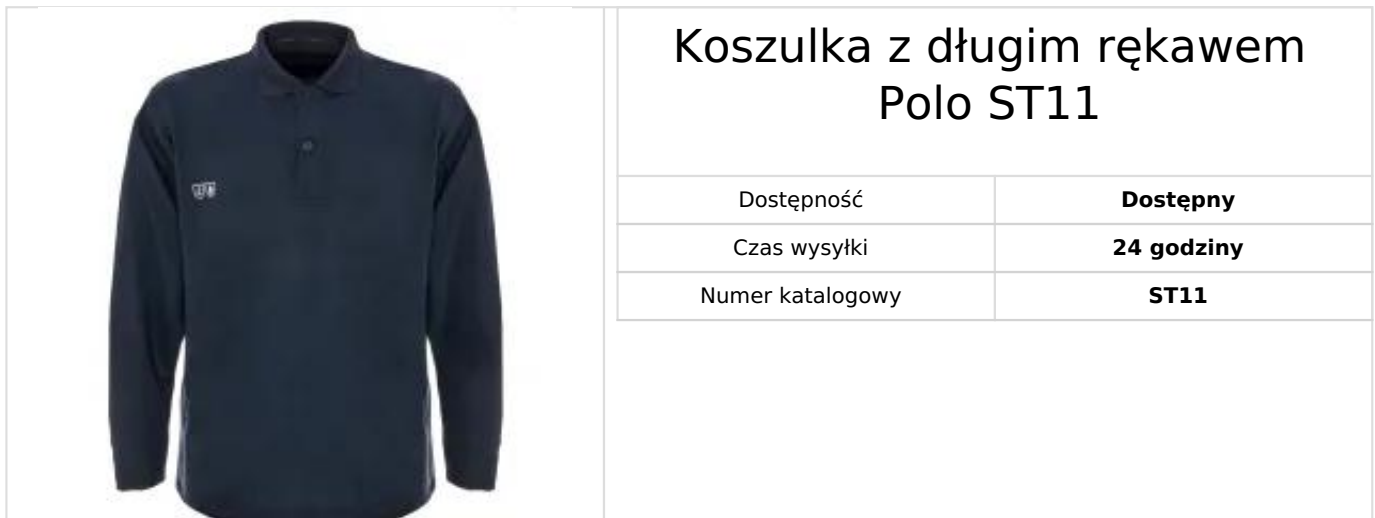 Koszulka z długim rękawem
Polo ST11
Dostępność Dostępny
Czas wysyłki 24 godziny
Numer katalogowy ST11